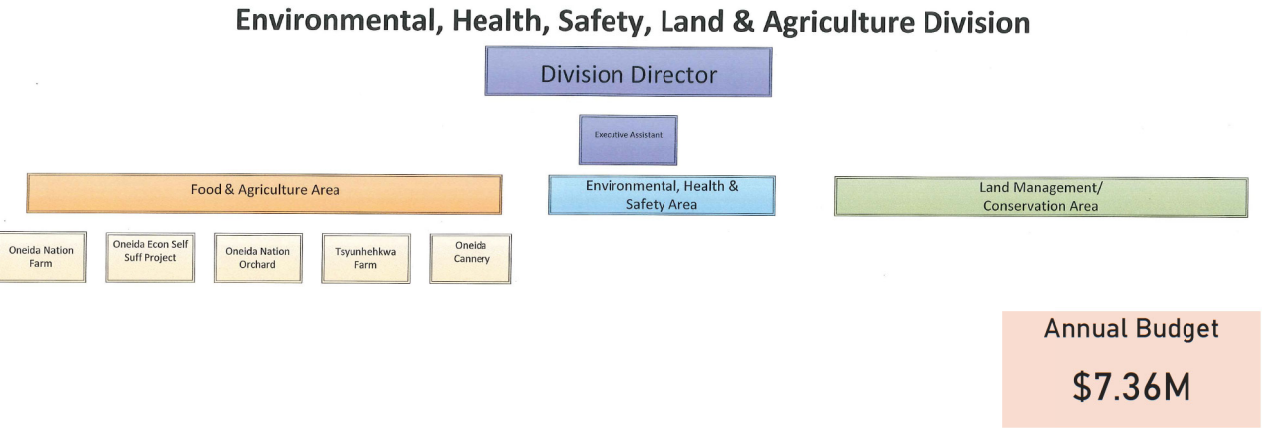 Environmental, Health, Safety, Land & Agriculture Division
Division Director
Executive Assistant
Food & Agriculture Area
Environmental, Health &
Safety Area
Land Management/
Conservation Area
Oneida Nation
Farm
Oneida Econ Self
Suff Project
Oneida Nation
Orchard
Tsyunhehkwa
Farm
Oneida
Cannery
Annual Budget
$7.36M